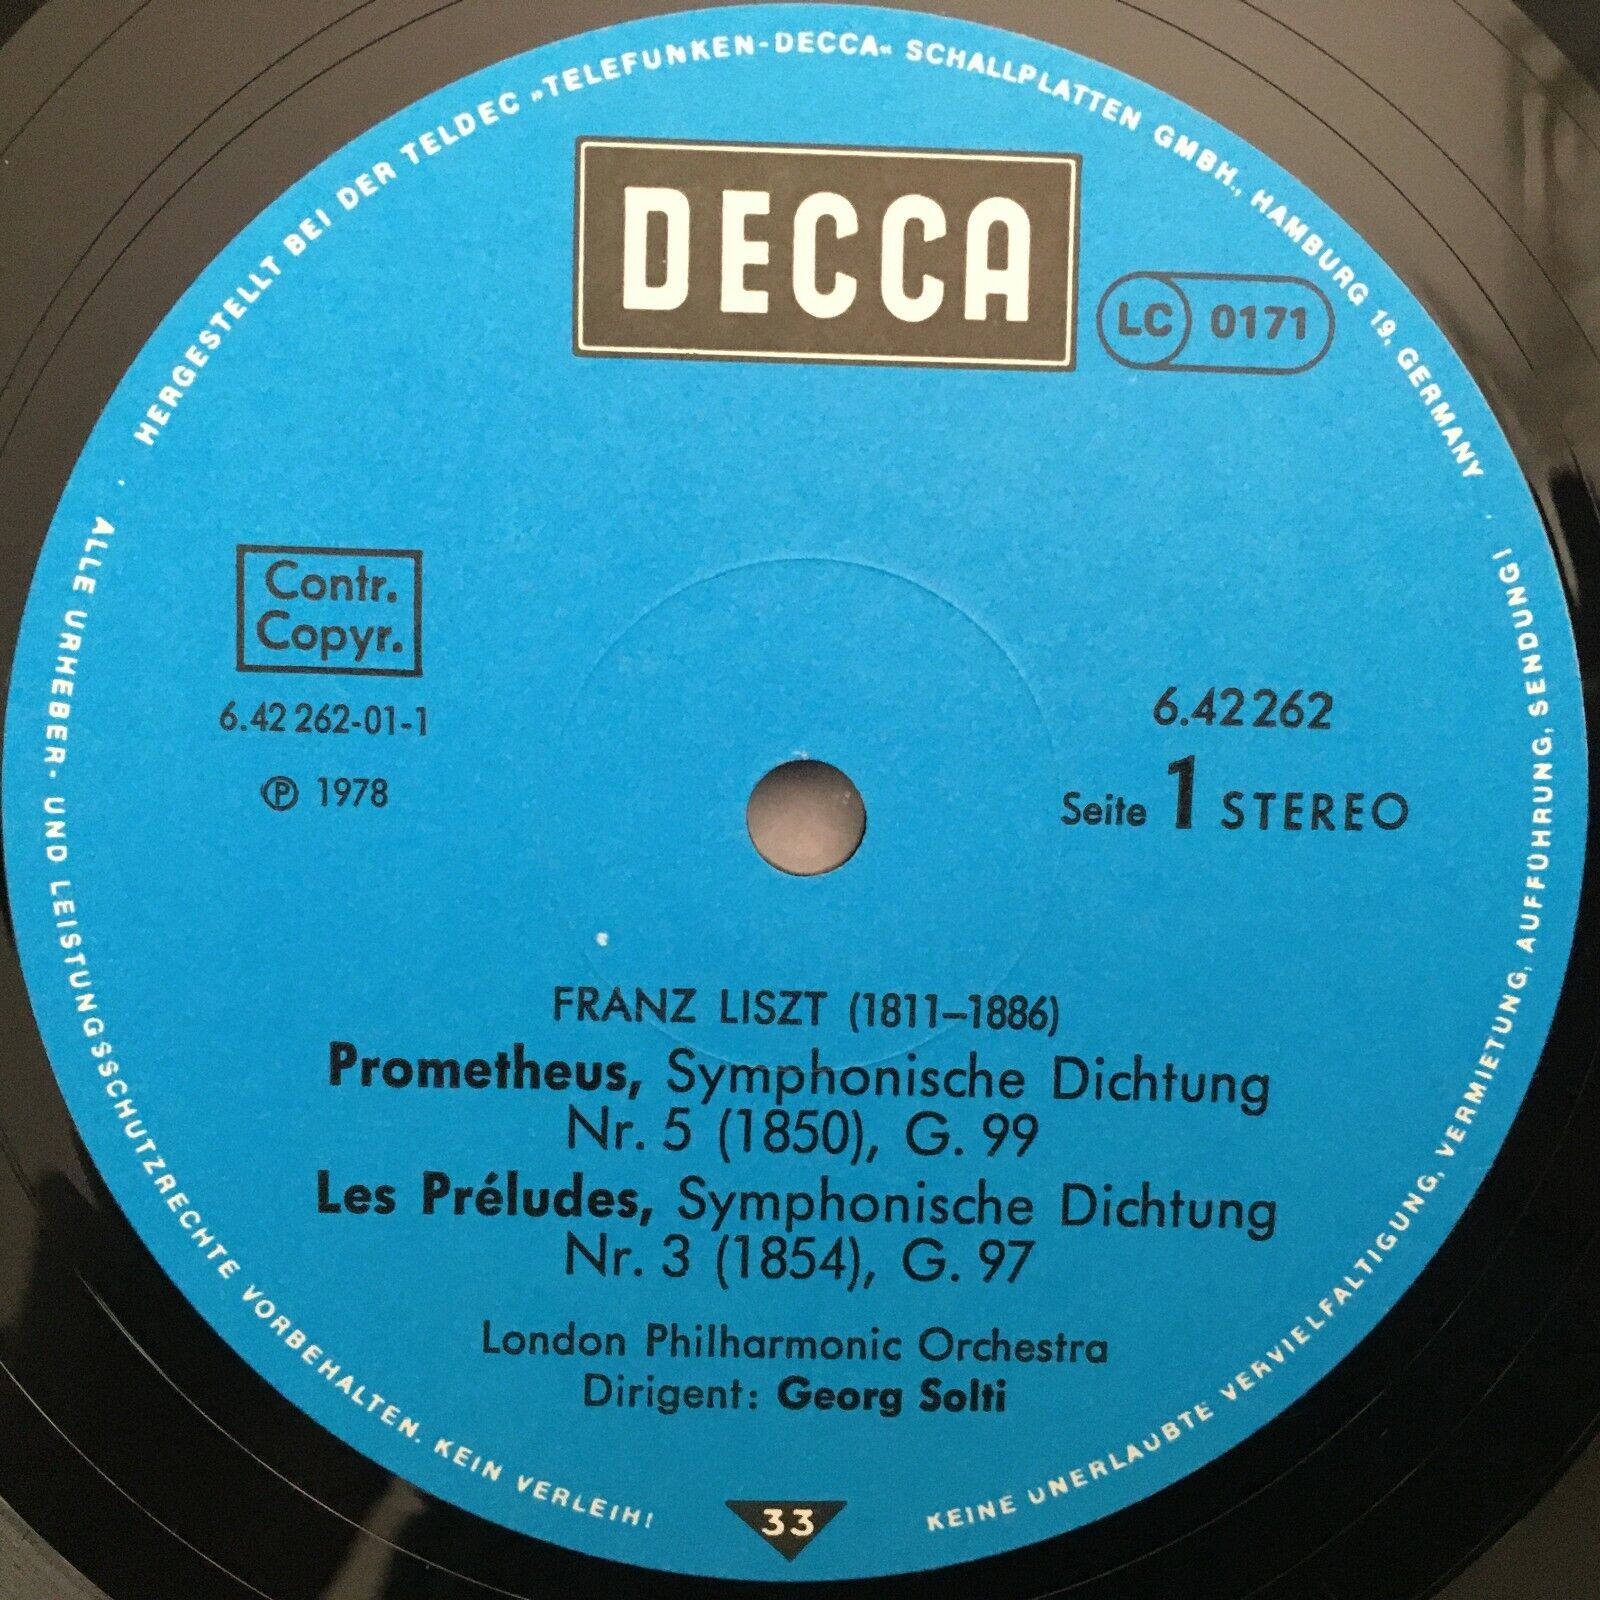 HERGESTELLT BEI DER TELDEC »TELEFUNKEN-DECCA« SCHALLPLATTEN GMBH., HAMBURG 19, GERMANY
DECCA
LC 0171
Contr.
Copyr.
6.42 262-01-1
℗ 1978
6.42262
Seite 1 STEREO
FRANZ LISZT (1811–1886)
Prometheus, Symphonische Dichtung
Nr. 5 (1850), G. 99
Les Préludes, Symphonische Dichtung
Nr. 3 (1854), G. 97
London Philharmonic Orchestra
Dirigent: Georg Solti
33
· ALLE URHEBER- UND LEISTUNGSSCHUTZRECHTE VORBEHALTEN. KEIN VERLEIH!
KEINE UNERLAUBTE VERVIELFALTIGUNG, VERMIETUNG, AUFFÜHRUNG, SENDUNG! ·